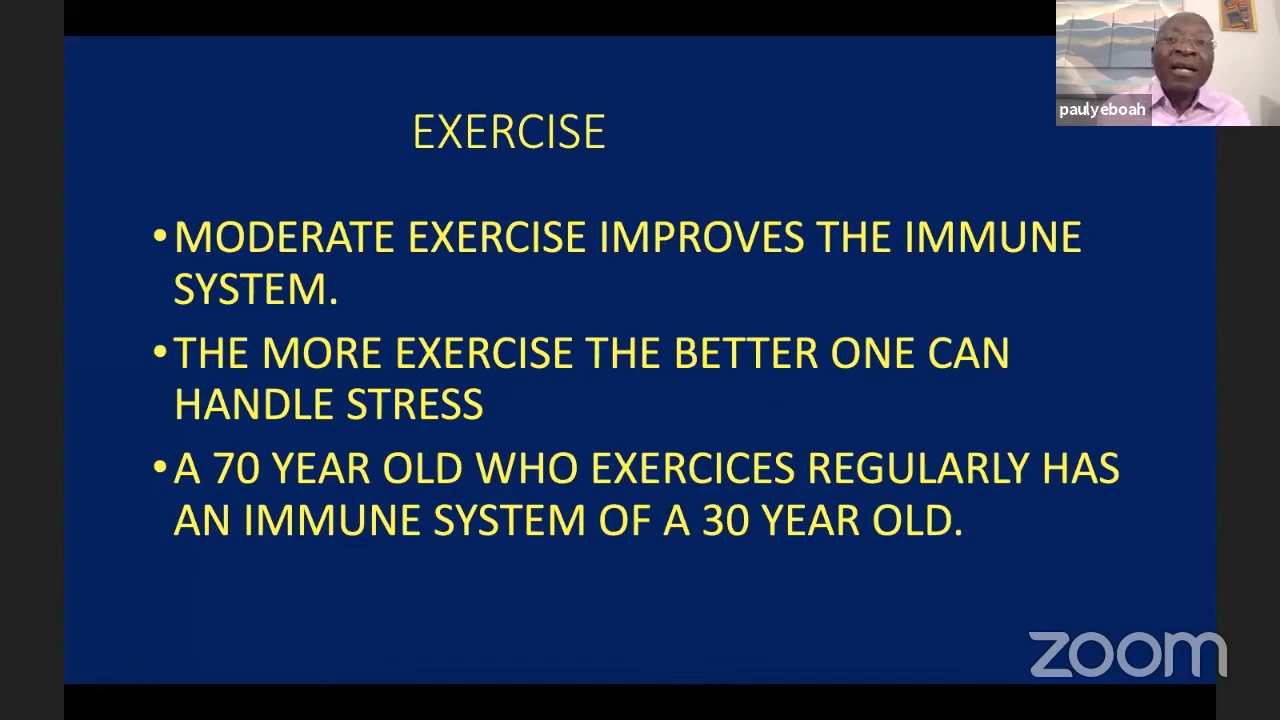 paulyeboah
EXERCISE
•MODERATE EXERCISE IMPROVES THE IMMUNE
SYSTEM.
•THE MORE EXERCISE THE BETTER ONE CAN
HANDLE STRESS
•A 70 YEAR OLD WHO EXERCICES REGULARLY HAS
AN IMMUNE SYSTEM OF A 30 YEAR OLD.
zoom